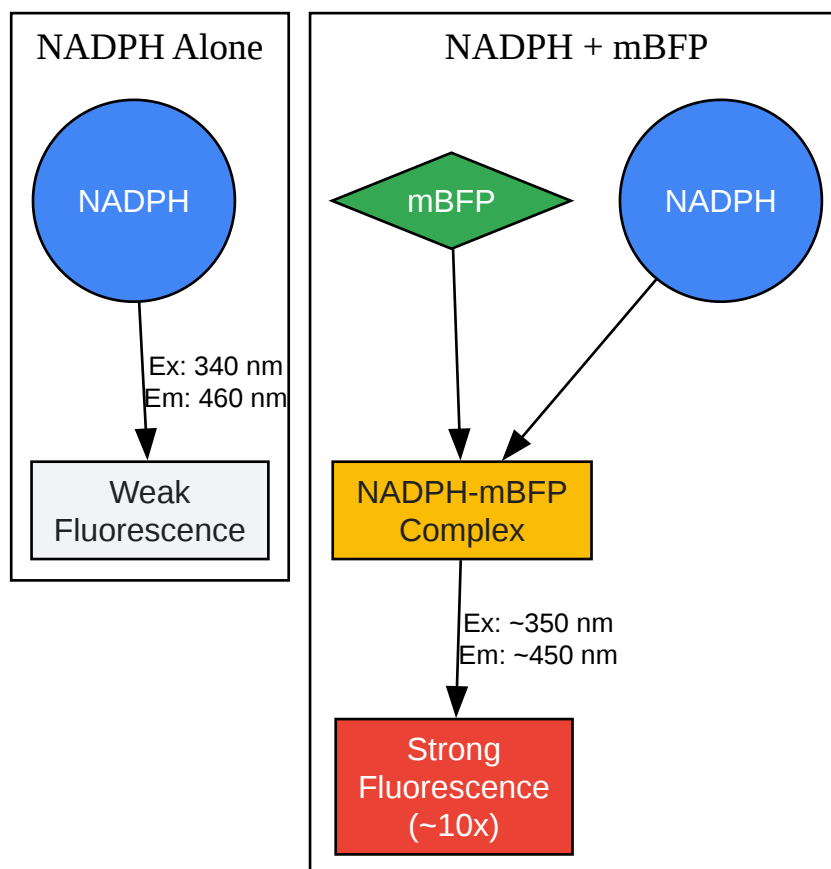 NADPH Alone
NADPH
Ex: 340 nm
Em: 460 nm
Weak
Fluorescence
NADPH + mBFP
mBFP
NADPH
NADPH-mBFP
Complex
Ex: ~350 nm
Em: ~450 nm
Strong
Fluorescence
(~10x)